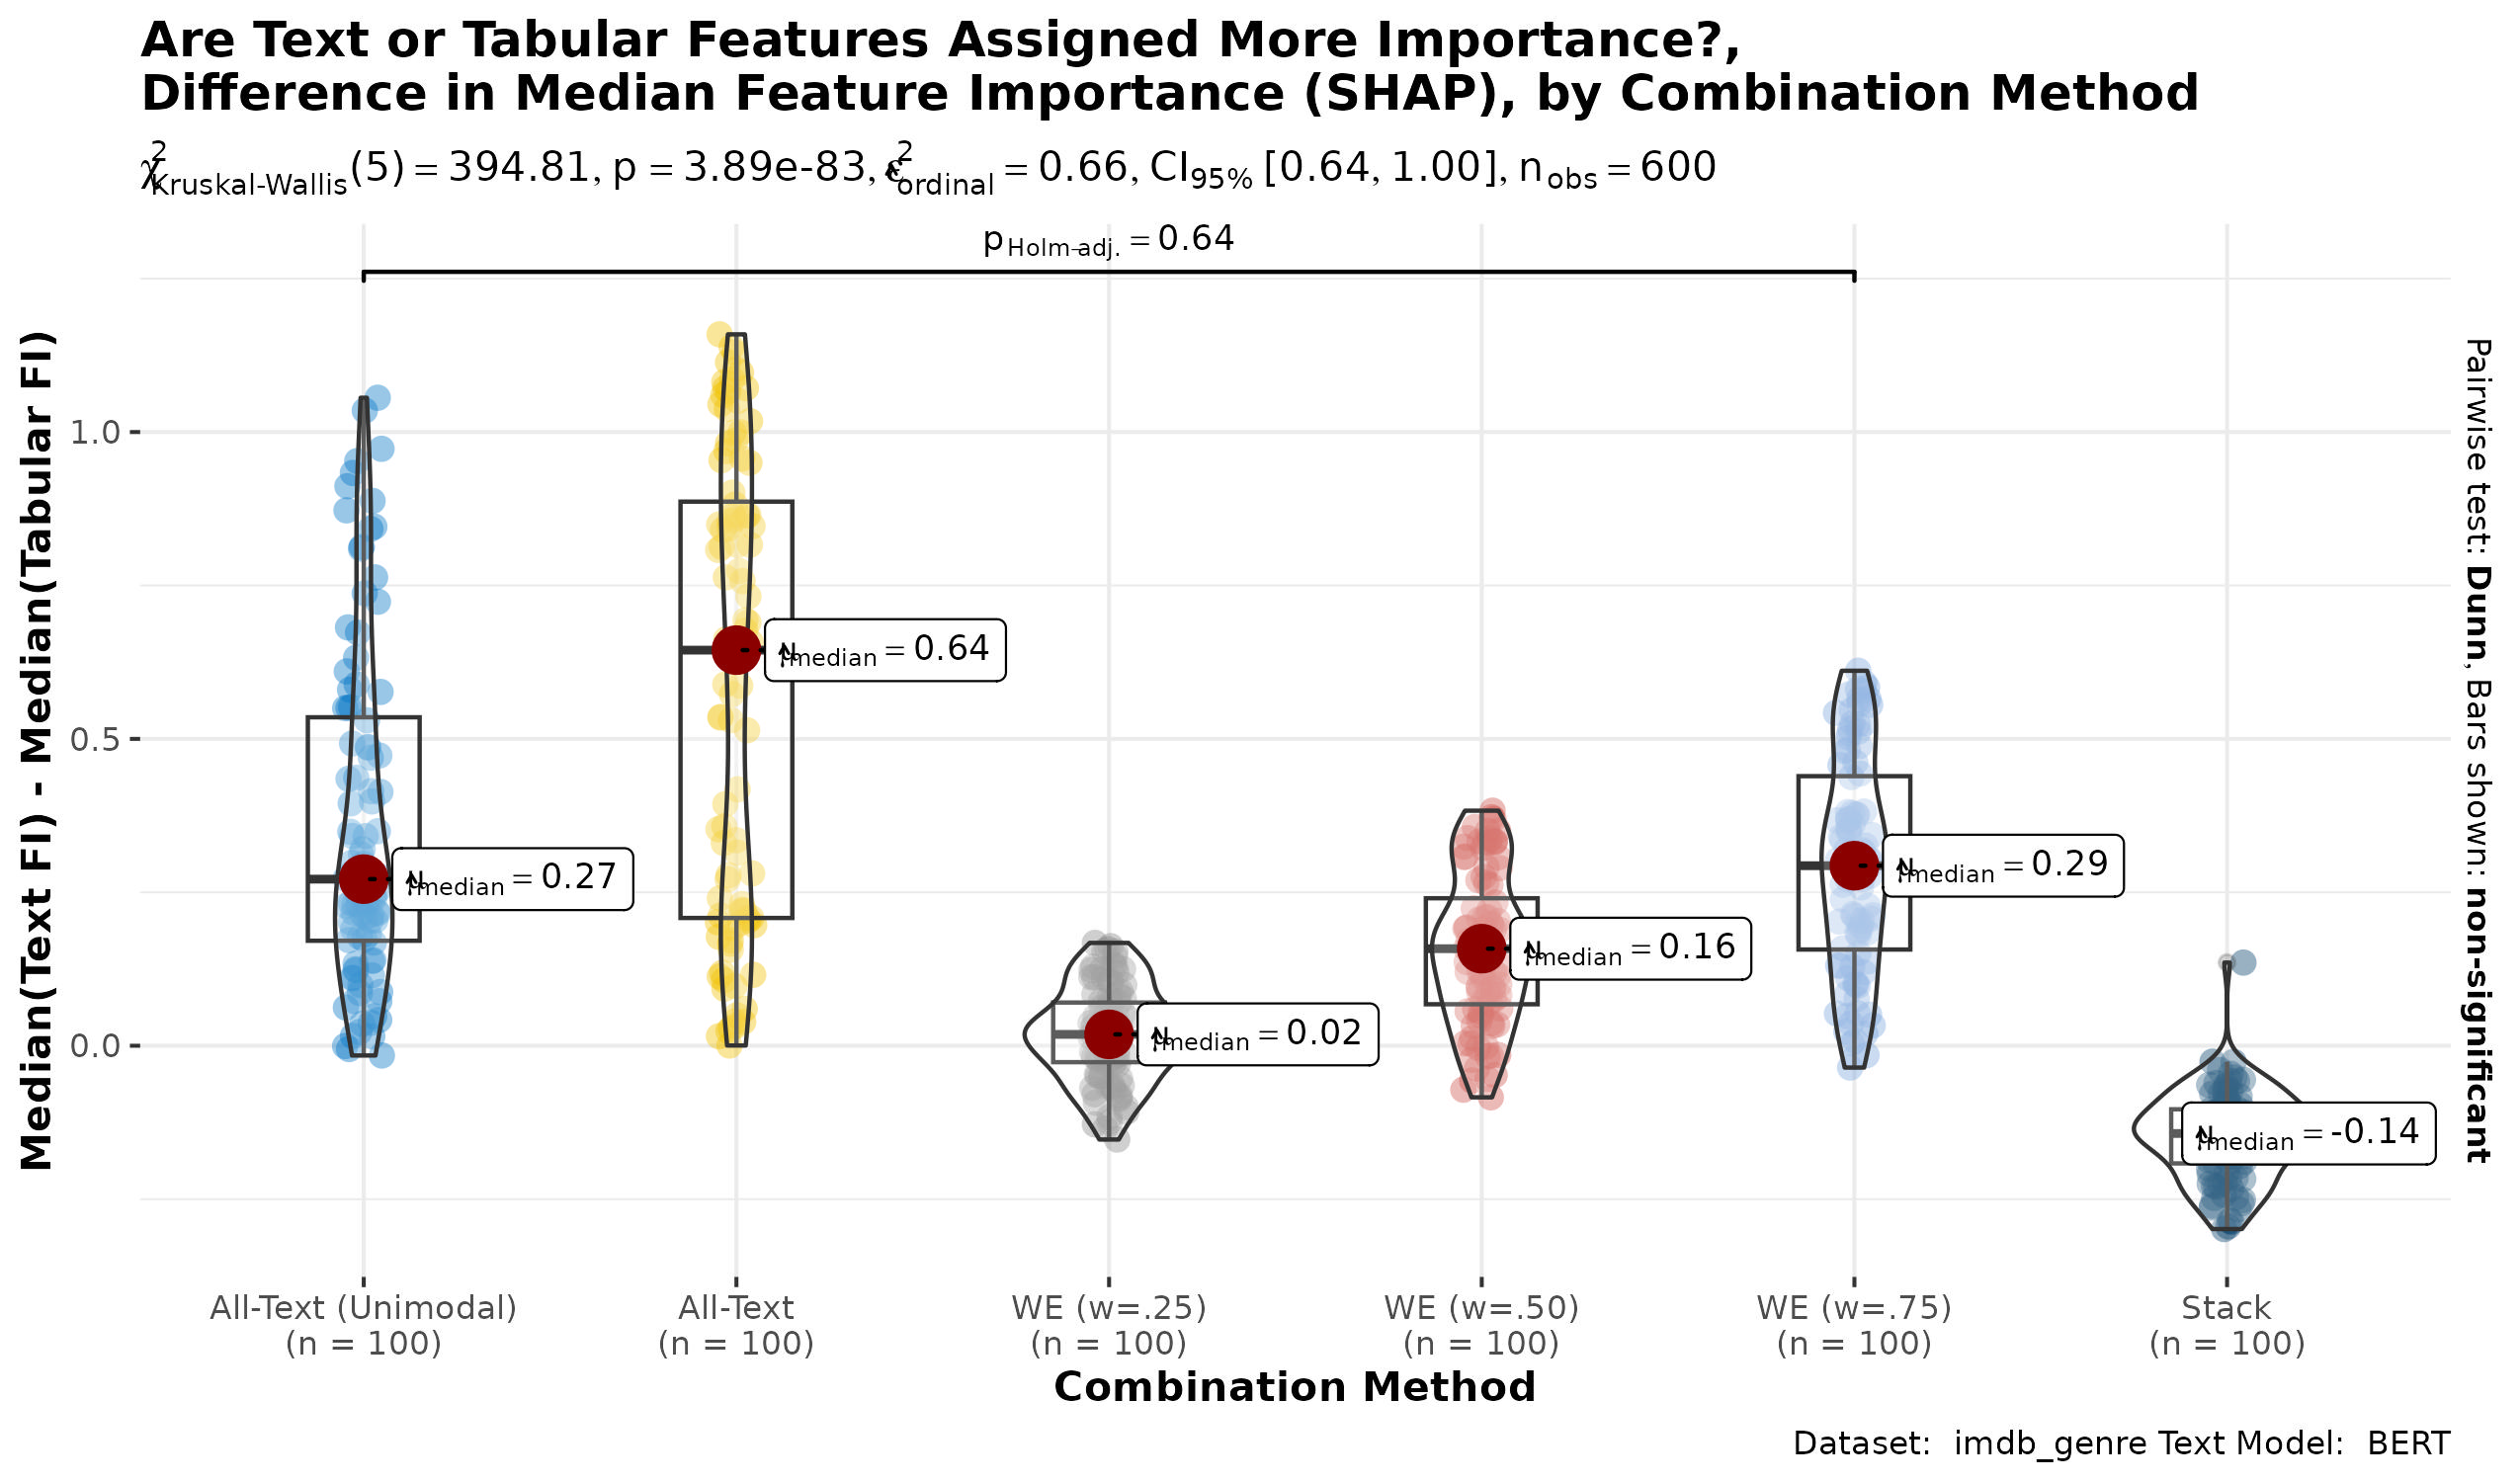 Are Text or Tabular Features Assigned More Importance?,
Difference in Median Feature Importance (SHAP), by Combination Method
χ²Kruskal-Wallis(5) = 394.81, p = 3.89e-83, ε̂²ordinal = 0.66, CI95% [0.64, 1.00], nobs = 600
pHolm-adj. = 0.64
Median(Text FI) - Median(Tabular FI)
1.0
0.5
0.0
μ̂median = 0.27
μ̂median = 0.64
μ̂median = 0.02
μ̂median = 0.16
μ̂median = 0.29
μ̂median = -0.14
Pairwise test: Dunn, Bars shown: non-significant
All-Text (Unimodal)
(n = 100)
All-Text
(n = 100)
WE (w=.25)
(n = 100)
WE (w=.50)
(n = 100)
WE (w=.75)
(n = 100)
Stack
(n = 100)
Combination Method
Dataset:  imdb_genre Text Model:  BERT